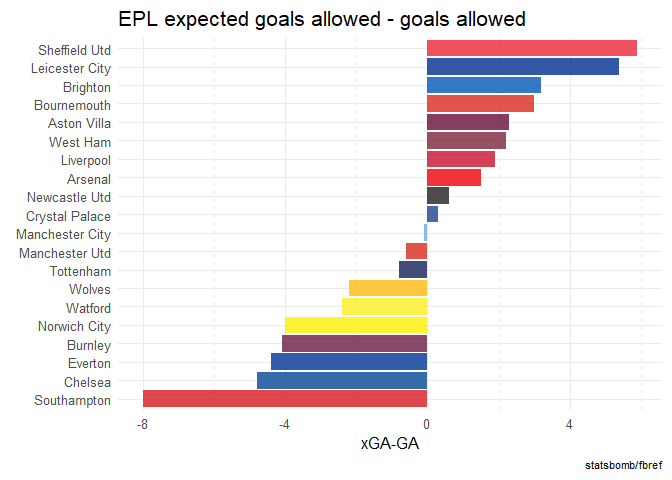 EPL expected goals allowed - goals allowed
Sheffield Utd
Leicester City
Brighton
Bournemouth
Aston Villa
West Ham
Liverpool
Arsenal
Newcastle Utd
Crystal Palace
Manchester City
Manchester Utd
Tottenham
Wolves
Watford
Norwich City
Burnley
Everton
Chelsea
Southampton
-8 -4 0 4
xGA-GA
statsbomb/fbref